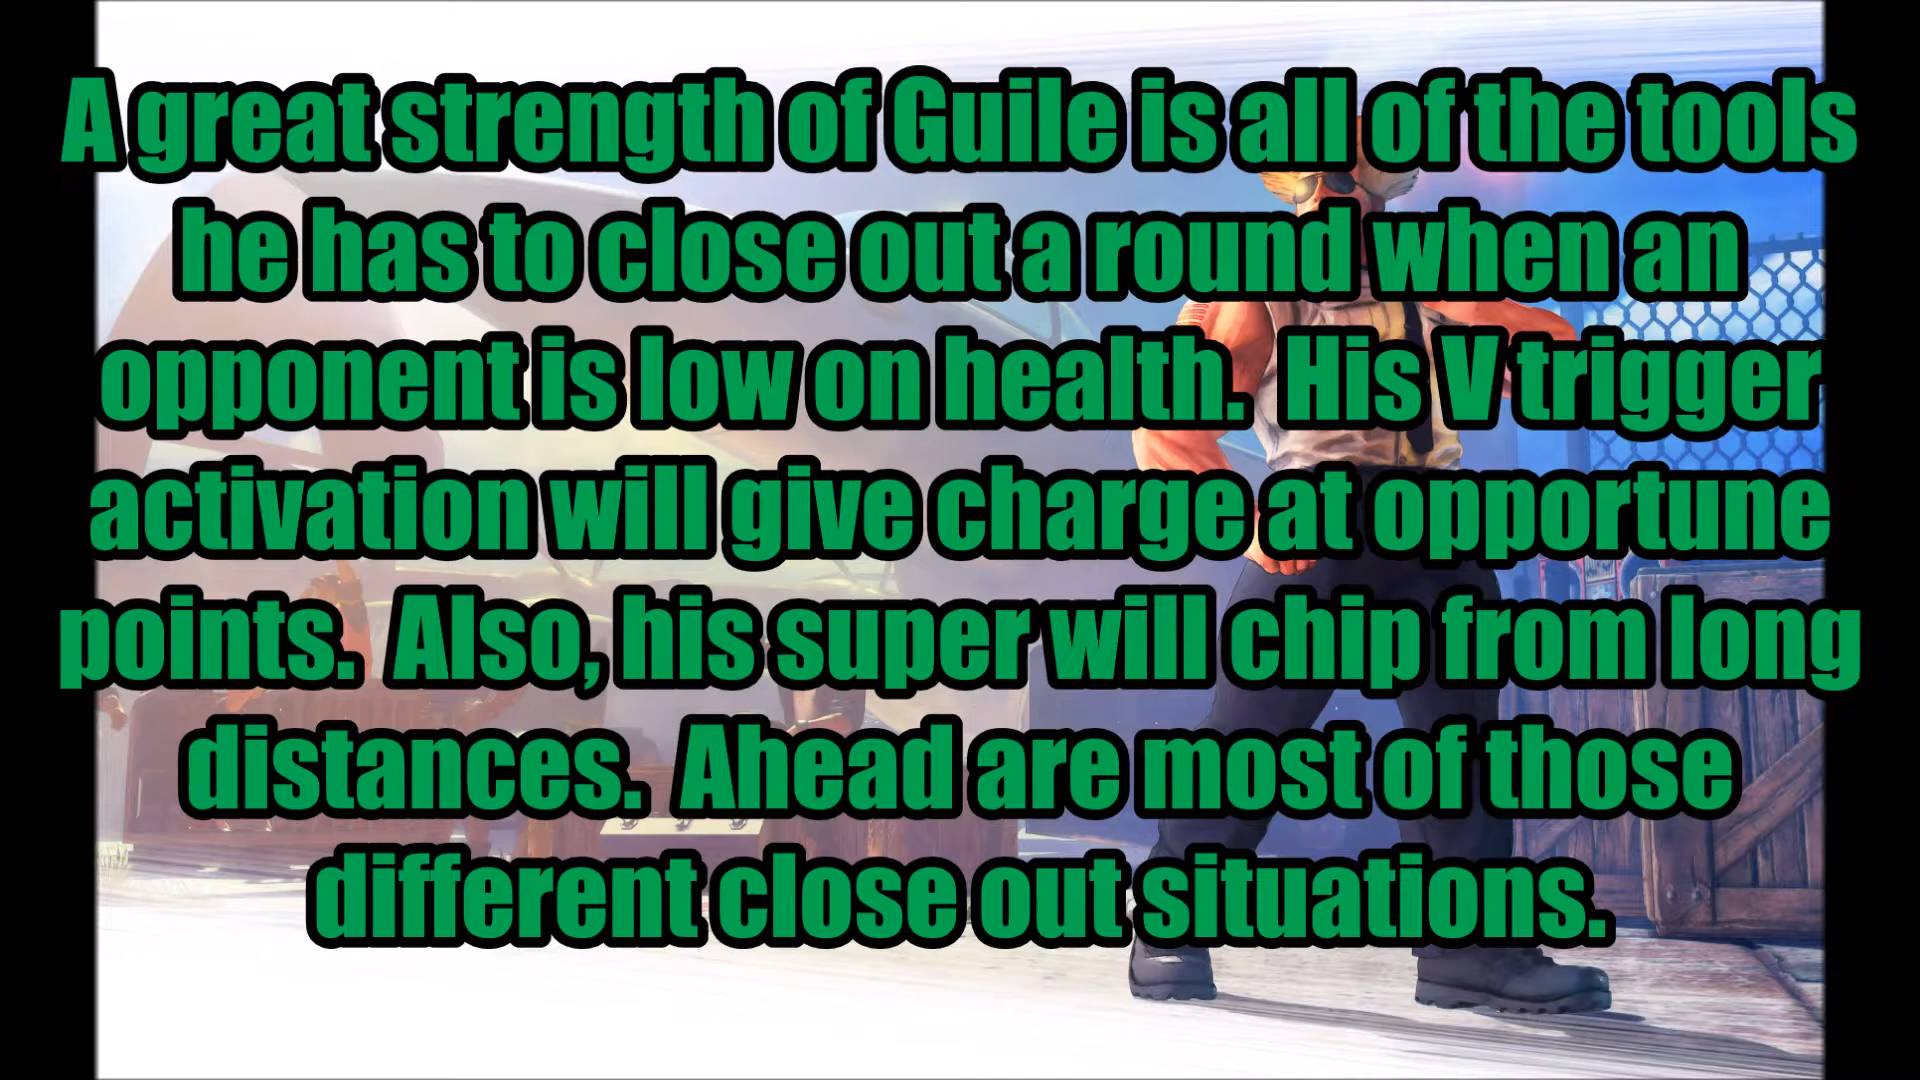 A great strength of Guile is all of the tools
he has to close out a round when an
opponent is low on health.  His V trigger
activation will give charge at opportune
points.  Also, his super will chip from long
distances.  Ahead are most of those
different close out situations.